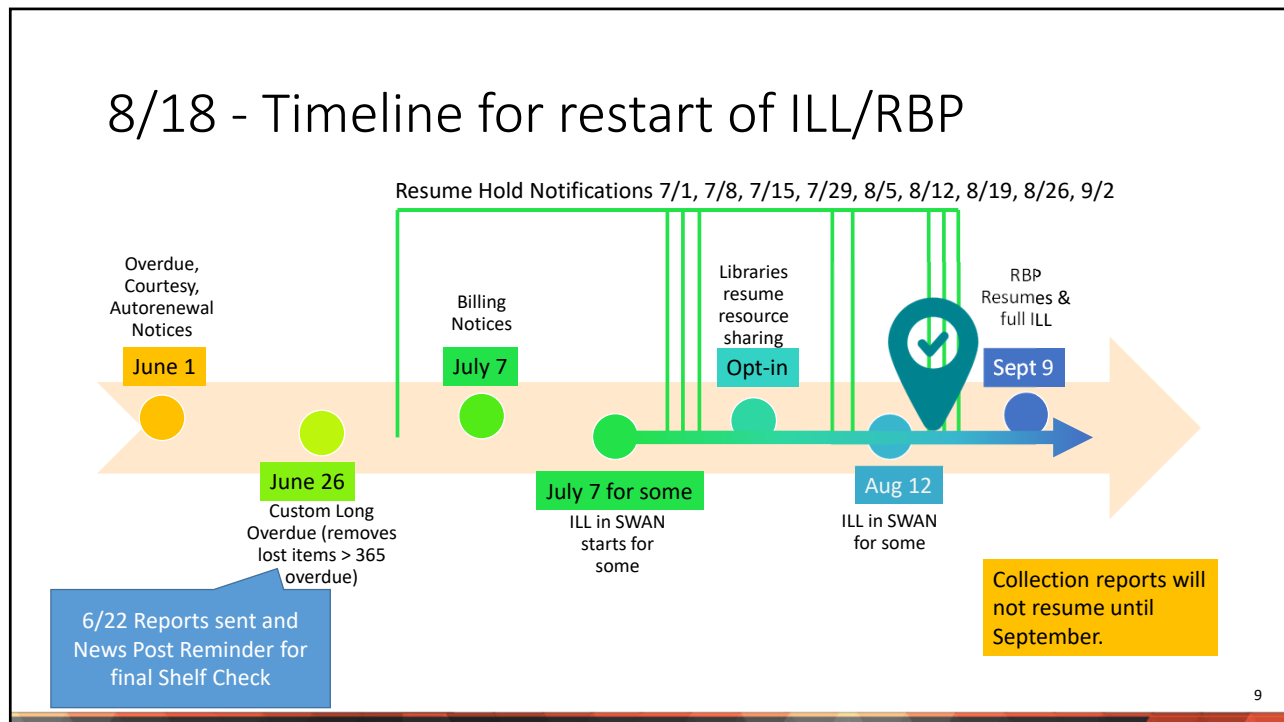 8/18 - Timeline for restart of ILL/RBP
Resume Hold Notifications 7/1, 7/8, 7/15, 7/29, 8/5, 8/12, 8/19, 8/26, 9/2
Overdue,
Courtesy,
Autorenewal
Notices
June 1
Billing
Notices
July 7
Libraries
resume
resource
sharing
Opt-in
RBP
Resumes &
full ILL
Sept 9
June 26
Custom Long
Overdue (removes
lost items > 365
overdue)
July 7 for some
ILL in SWAN
starts for
some
Aug 12
ILL in SWAN
for some
6/22 Reports sent and
News Post Reminder for
final Shelf Check
Collection reports will
not resume until
September.
9